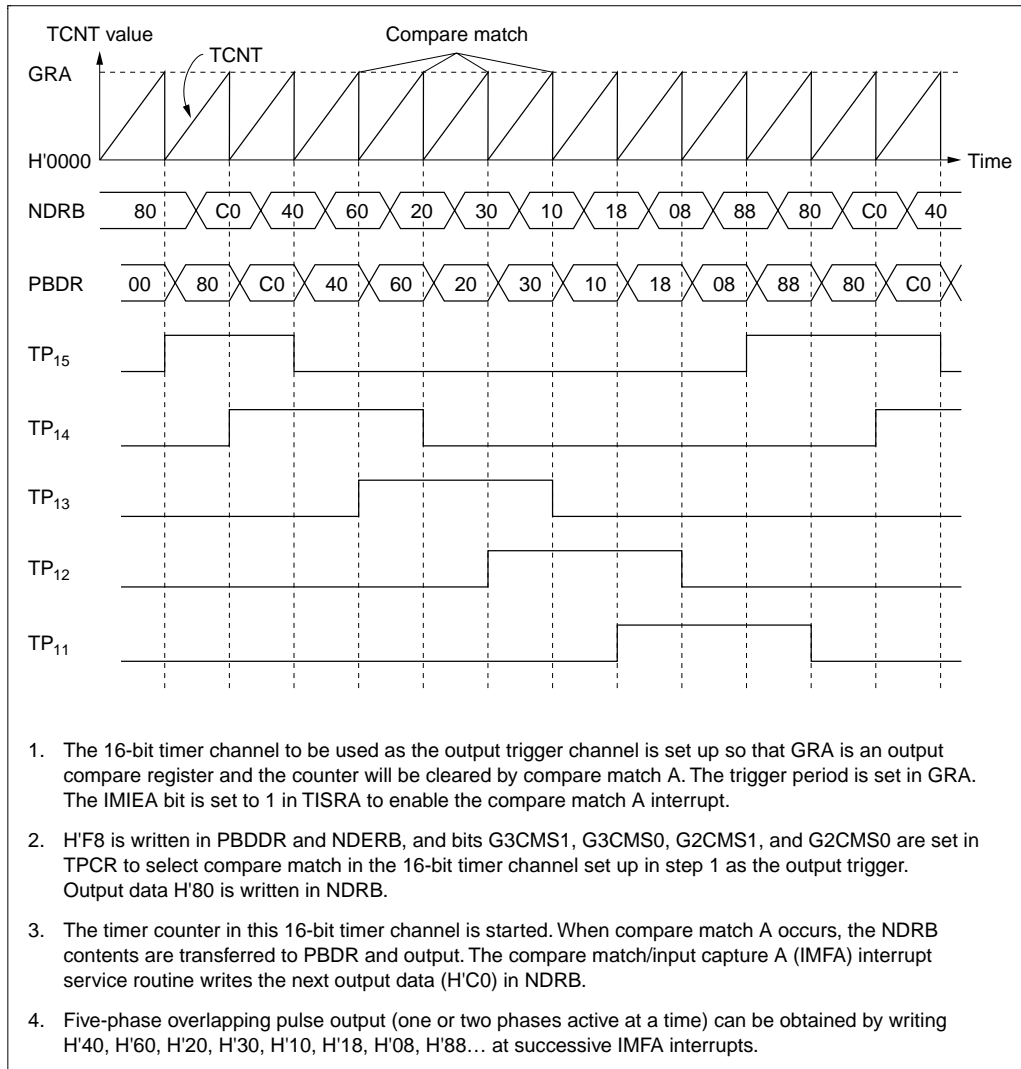 TCNT value
Compare match
TCNT
GRA
H'0000
Time
NDRB 80 C0 40 60 20 30 10 18 08 88 80 C0 40
PBDR 00 80 C0 40 60 20 30 10 18 08 88 80 C0
TP15
TP14
TP13
TP12
TP11
1. The 16-bit timer channel to be used as the output trigger channel is set up so that GRA is an output
compare register and the counter will be cleared by compare match A. The trigger period is set in GRA.
The IMIEA bit is set to 1 in TISRA to enable the compare match A interrupt.
2. H'F8 is written in PBDDR and NDERB, and bits G3CMS1, G3CMS0, G2CMS1, and G2CMS0 are set in
TPCR to select compare match in the 16-bit timer channel set up in step 1 as the output trigger.
Output data H'80 is written in NDRB.
3. The timer counter in this 16-bit timer channel is started. When compare match A occurs, the NDRB
contents are transferred to PBDR and output. The compare match/input capture A (IMFA) interrupt
service routine writes the next output data (H'C0) in NDRB.
4. Five-phase overlapping pulse output (one or two phases active at a time) can be obtained by writing
H'40, H'60, H'20, H'30, H'10, H'18, H'08, H'88… at successive IMFA interrupts.